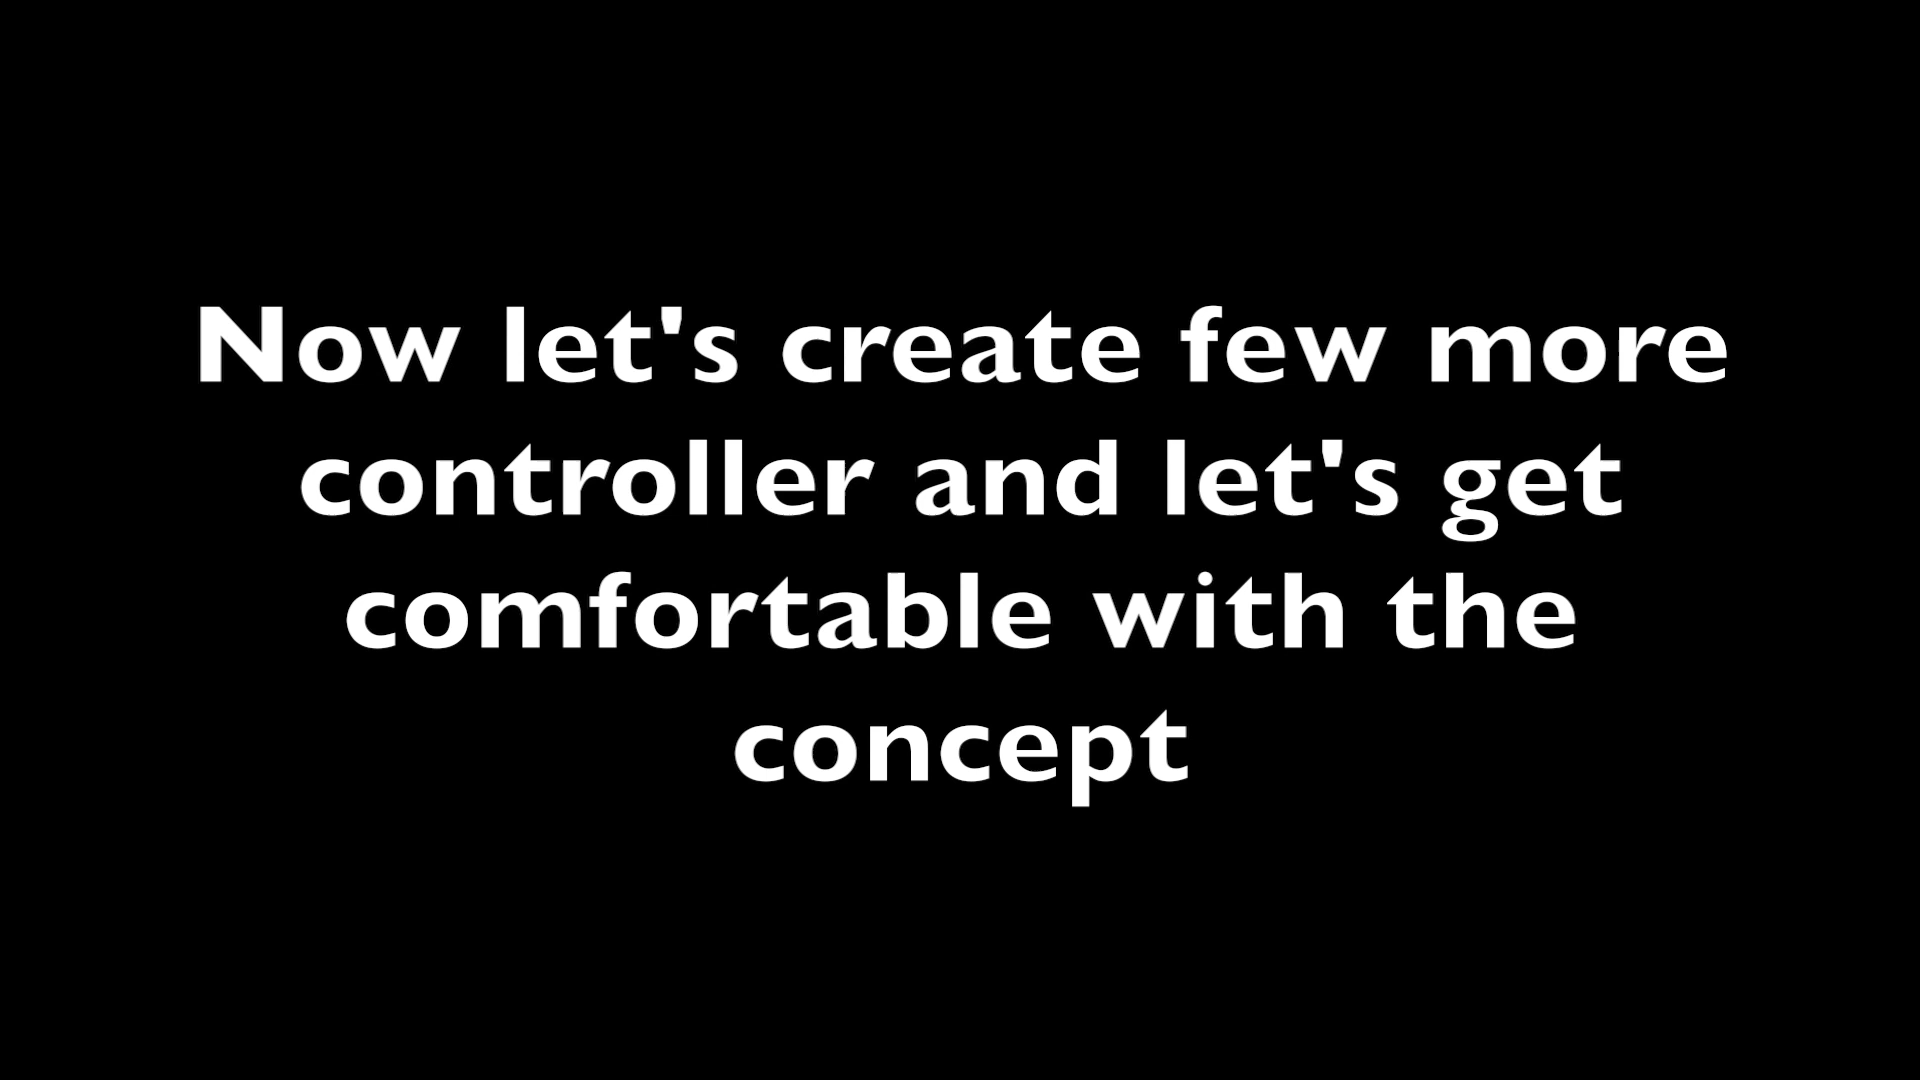 Now let's create few more
controller and let's get
comfortable with the
concept